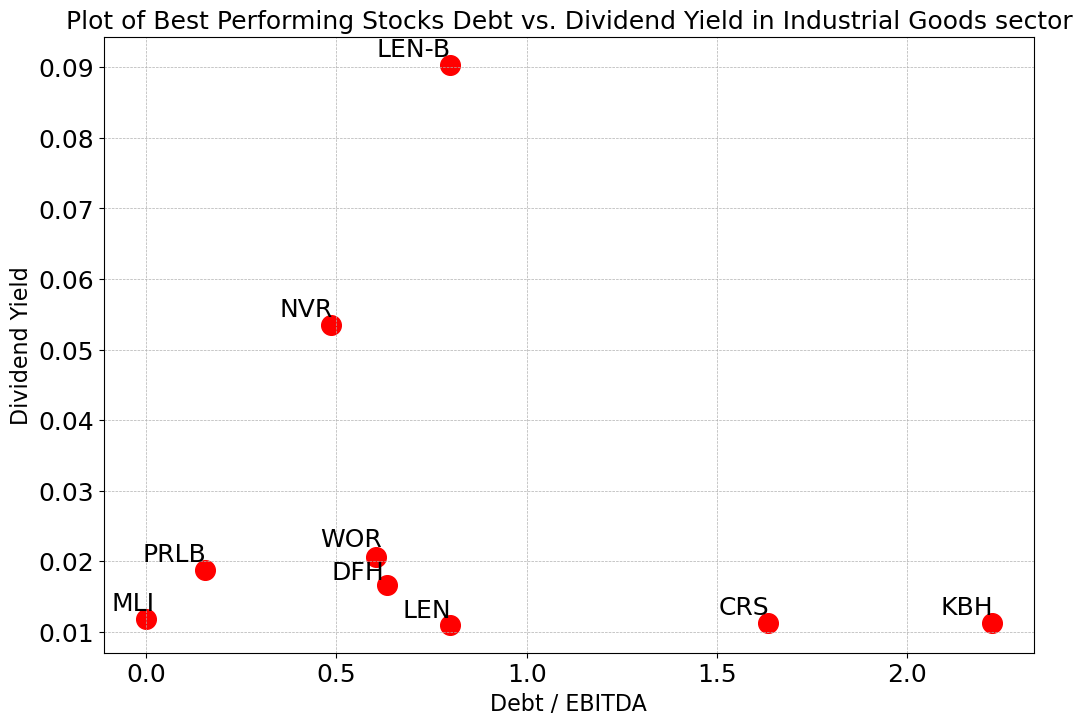 Plot of Best Performing Stocks Debt vs. Dividend Yield in Industrial Goods sector
LEN-B
0.09
0.08
0.07
0.06
NVR
0.05
0.04
0.03
WOR
PRLB
0.02
DFH
MLI
LEN
CRS
KBH
0.01
Dividend Yield
0.0 0.5 1.0 1.5 2.0
Debt / EBITDA